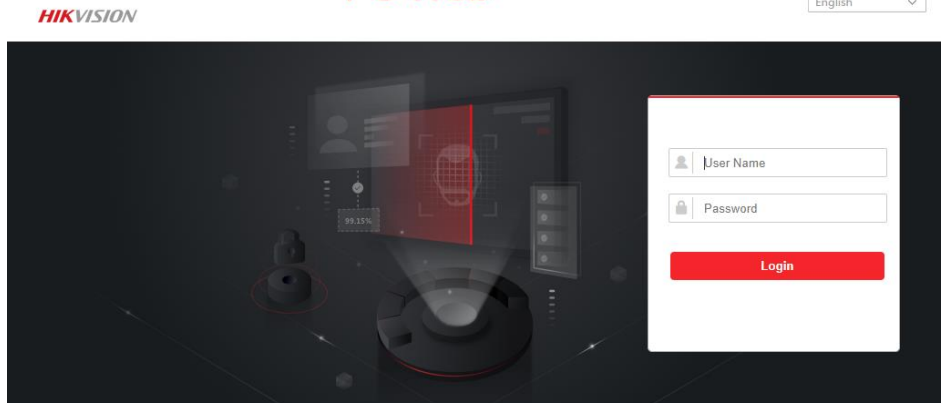 English
HIKVISION
User Name
99.15%
Password
Login